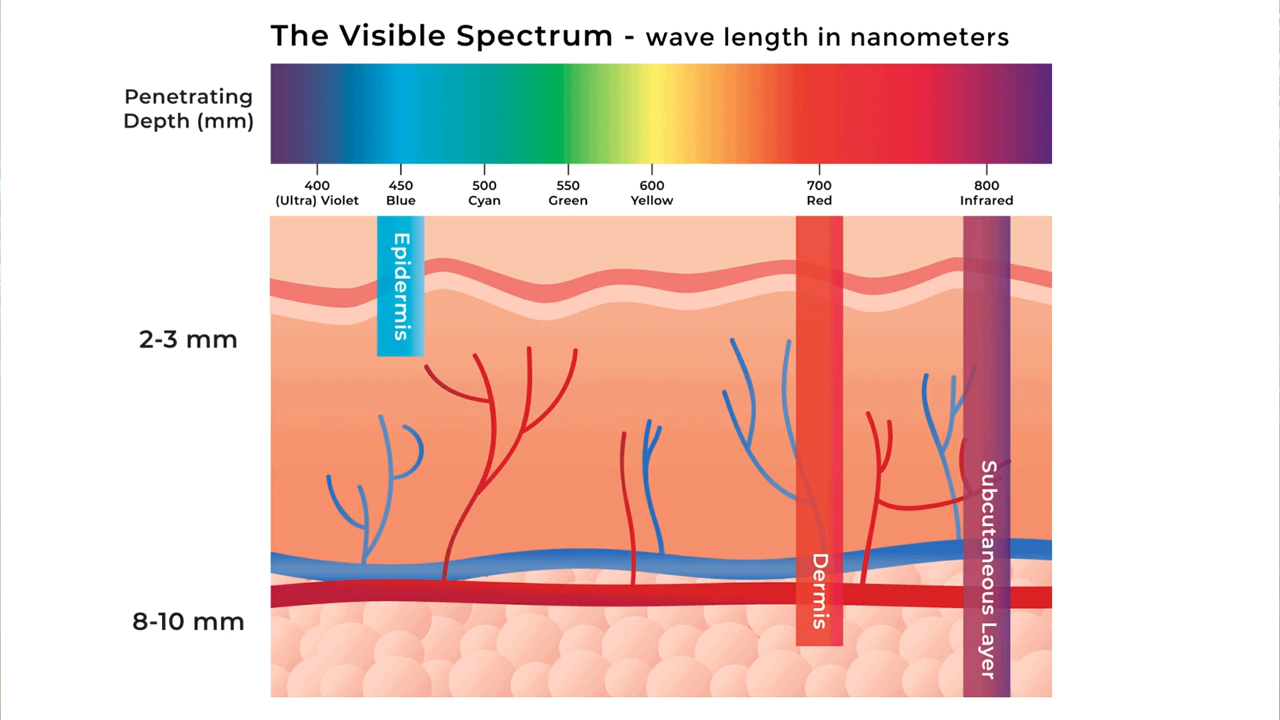 The Visible Spectrum - wave length in nanometers
Penetrating
Depth (mm)
400
(Ultra) Violet
450
Blue
500
Cyan
550
Green
600
Yellow
700
Red
800
Infrared
Epidermis
2-3 mm
Dermis
Subcutaneous Layer
8-10 mm